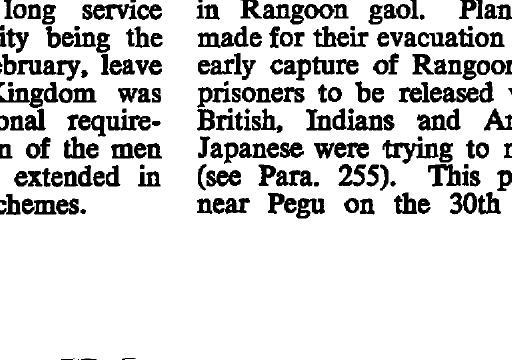 long service
ity being the
ebruary, leave
Kingdom was
onal require-
n of the men
extended in
chemes.
in Rangoon gaol. Plan
made for their evacuation
early capture of Rangoon
prisoners to be released
British, Indians and
Japanese were trying to
(see Para. 255). This
near Pegu on the 30th